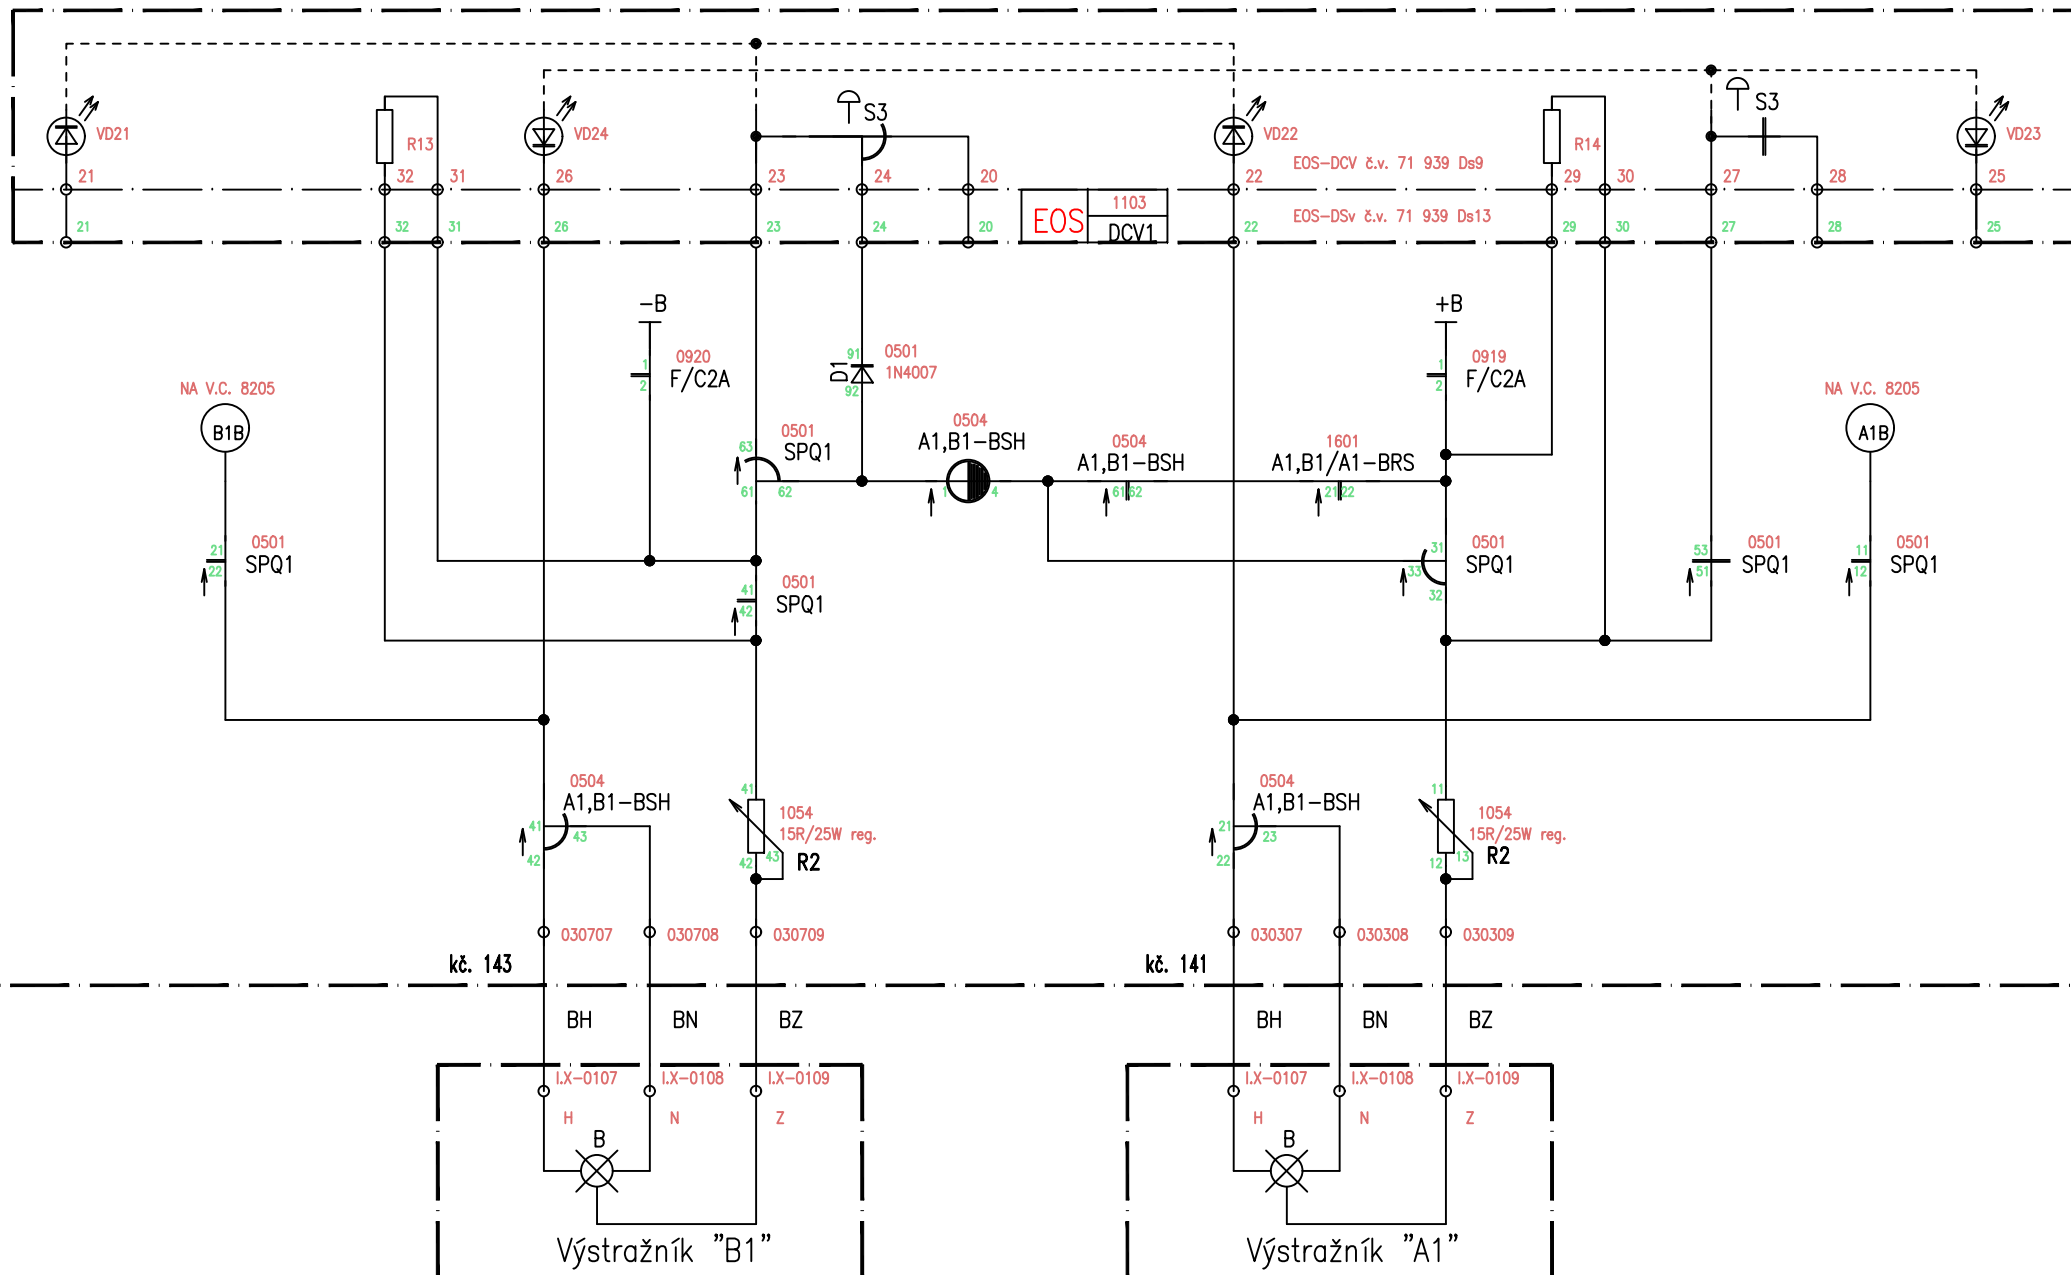 S3
S3
VD21
R13
VD24
VD22
EOS-DCV č.v. 71 939 Ds9
R14
VD23
21
32
31
26
23
24
20
22
29
30
27
28
25
EOS
1103
DCV1
EOS-DSv č.v. 71 939 Ds13
21
32
31
26
23
24
20
22
29
30
27
28
25
-B
+B
1
2
0920
F/C2A
D1
91
92
0501
1N4007
1
2
0919
F/C2A
NA V.C. 8205
B1B
NA V.C. 8205
A1B
63
61
62
0501
SPQ1
0504
A1,B1-BSH
1
4
0504
A1,B1-BSH
61
62
1601
A1,B1/A1-BRS
21
22
21
22
0501
SPQ1
41
42
0501
SPQ1
31
33
32
0501
SPQ1
53
51
0501
SPQ1
11
12
0501
SPQ1
0504
A1,B1-BSH
41
43
42
41
42
43
1054
15R/25W reg.
R2
0504
A1,B1-BSH
21
23
22
11
12
13
1054
15R/25W reg.
R2
030707
030708
030709
030307
030308
030309
kč. 143
kč. 141
BH
BN
BZ
BH
BN
BZ
I.X-0107
I.X-0108
I.X-0109
I.X-0107
I.X-0108
I.X-0109
H
N
Z
H
N
Z
B
B
Výstražník "B1"
Výstražník "A1"